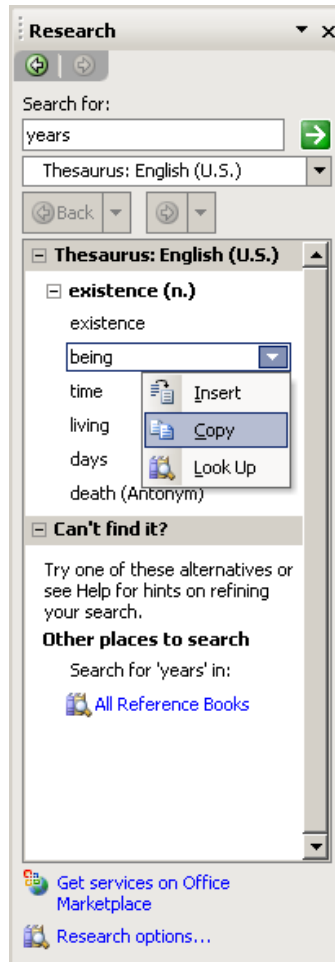 Research
Search for:
years
Thesaurus: English (U.S.)
Back
Thesaurus: English (U.S.)
existence (n.)
existence
being
time
Insert
living
Copy
days
Look Up
death (Antonym)
Can't find it?
Try one of these alternatives or
see Help for hints on refining
your search.
Other places to search
Search for 'years' in:
All Reference Books
Get services on Office
Marketplace
Research options...